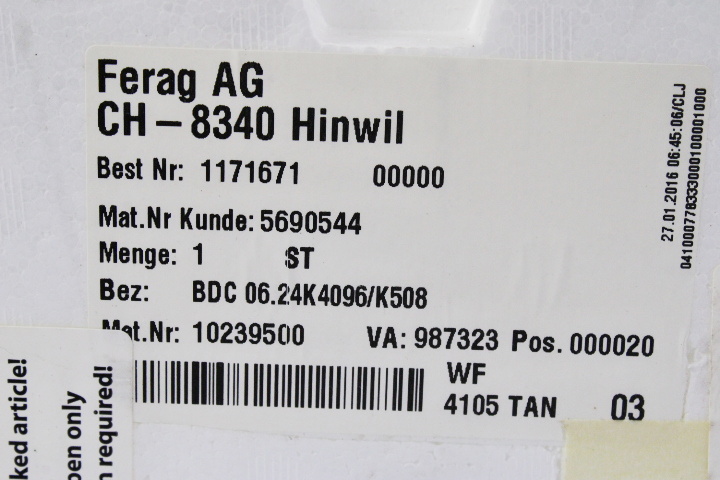 Ferag AG
CH – 8340 Hinwil
Best Nr: 1171671 00000
Mat.Nr Kunde: 5690544
Menge: 1 ST
Bez: BDC 06.24K4096/K508
Mat.Nr: 10239500 VA: 987323 Pos. 000020
WF
4105 TAN 03
27.01.2016 06:45:06/CLJ
041000778333000100001000
ked article!
pen only
n required!